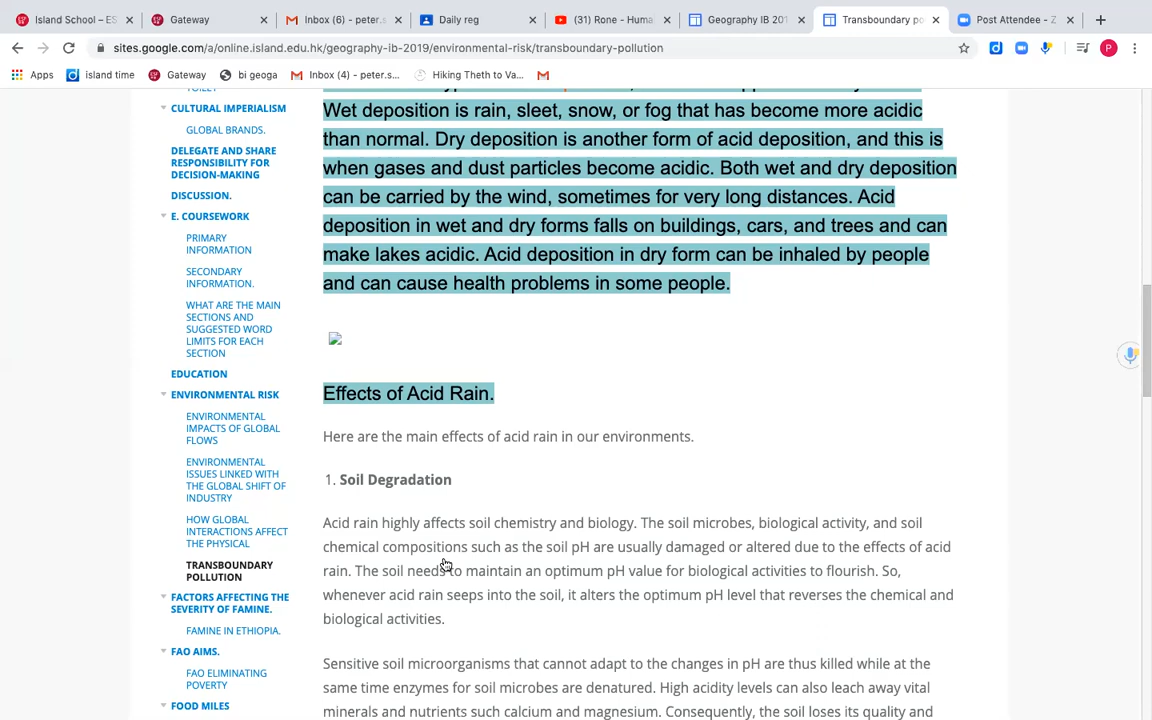 Island School – ES
Gateway
Inbox (6) - peter.s
Daily reg
(31) Rone - Huma
Geography IB 201
Transboundary po
Post Attendee - Z
sites.google.com/a/online.island.edu.hk/geography-ib-2019/environmental-risk/transboundary-pollution
Apps
island time
Gateway
bi geoga
Inbox (4) - peter.s...
Hiking Theth to Va...
CULTURAL IMPERIALISM
GLOBAL BRANDS.
DELEGATE AND SHARE
RESPONSIBILITY FOR
DECISION-MAKING
DISCUSSION.
E. COURSEWORK
PRIMARY
INFORMATION
SECONDARY
INFORMATION.
WHAT ARE THE MAIN
SECTIONS AND
SUGGESTED WORD
LIMITS FOR EACH
SECTION
EDUCATION
ENVIRONMENTAL RISK
ENVIRONMENTAL
IMPACTS OF GLOBAL
FLOWS
ENVIRONMENTAL
ISSUES LINKED WITH
THE GLOBAL SHIFT OF
INDUSTRY
HOW GLOBAL
INTERACTIONS AFFECT
THE PHYSICAL
TRANSBOUNDARY
POLLUTION
FACTORS AFFECTING THE
SEVERITY OF FAMINE.
FAMINE IN ETHIOPIA.
FAO AIMS.
FAO ELIMINATING
POVERTY
FOOD MILES
Wet deposition is rain, sleet, snow, or fog that has become more acidic
than normal. Dry deposition is another form of acid deposition, and this is
when gases and dust particles become acidic. Both wet and dry deposition
can be carried by the wind, sometimes for very long distances. Acid
deposition in wet and dry forms falls on buildings, cars, and trees and can
make lakes acidic. Acid deposition in dry form can be inhaled by people
and can cause health problems in some people.
Effects of Acid Rain.
Here are the main effects of acid rain in our environments.
1. Soil Degradation
Acid rain highly affects soil chemistry and biology. The soil microbes, biological activity, and soil
chemical compositions such as the soil pH are usually damaged or altered due to the effects of acid
rain. The soil needs to maintain an optimum pH value for biological activities to flourish. So,
whenever acid rain seeps into the soil, it alters the optimum pH level that reverses the chemical and
biological activities.
Sensitive soil microorganisms that cannot adapt to the changes in pH are thus killed while at the
same time enzymes for soil microbes are denatured. High acidity levels can also leach away vital
minerals and nutrients such calcium and magnesium. Consequently, the soil loses its quality and